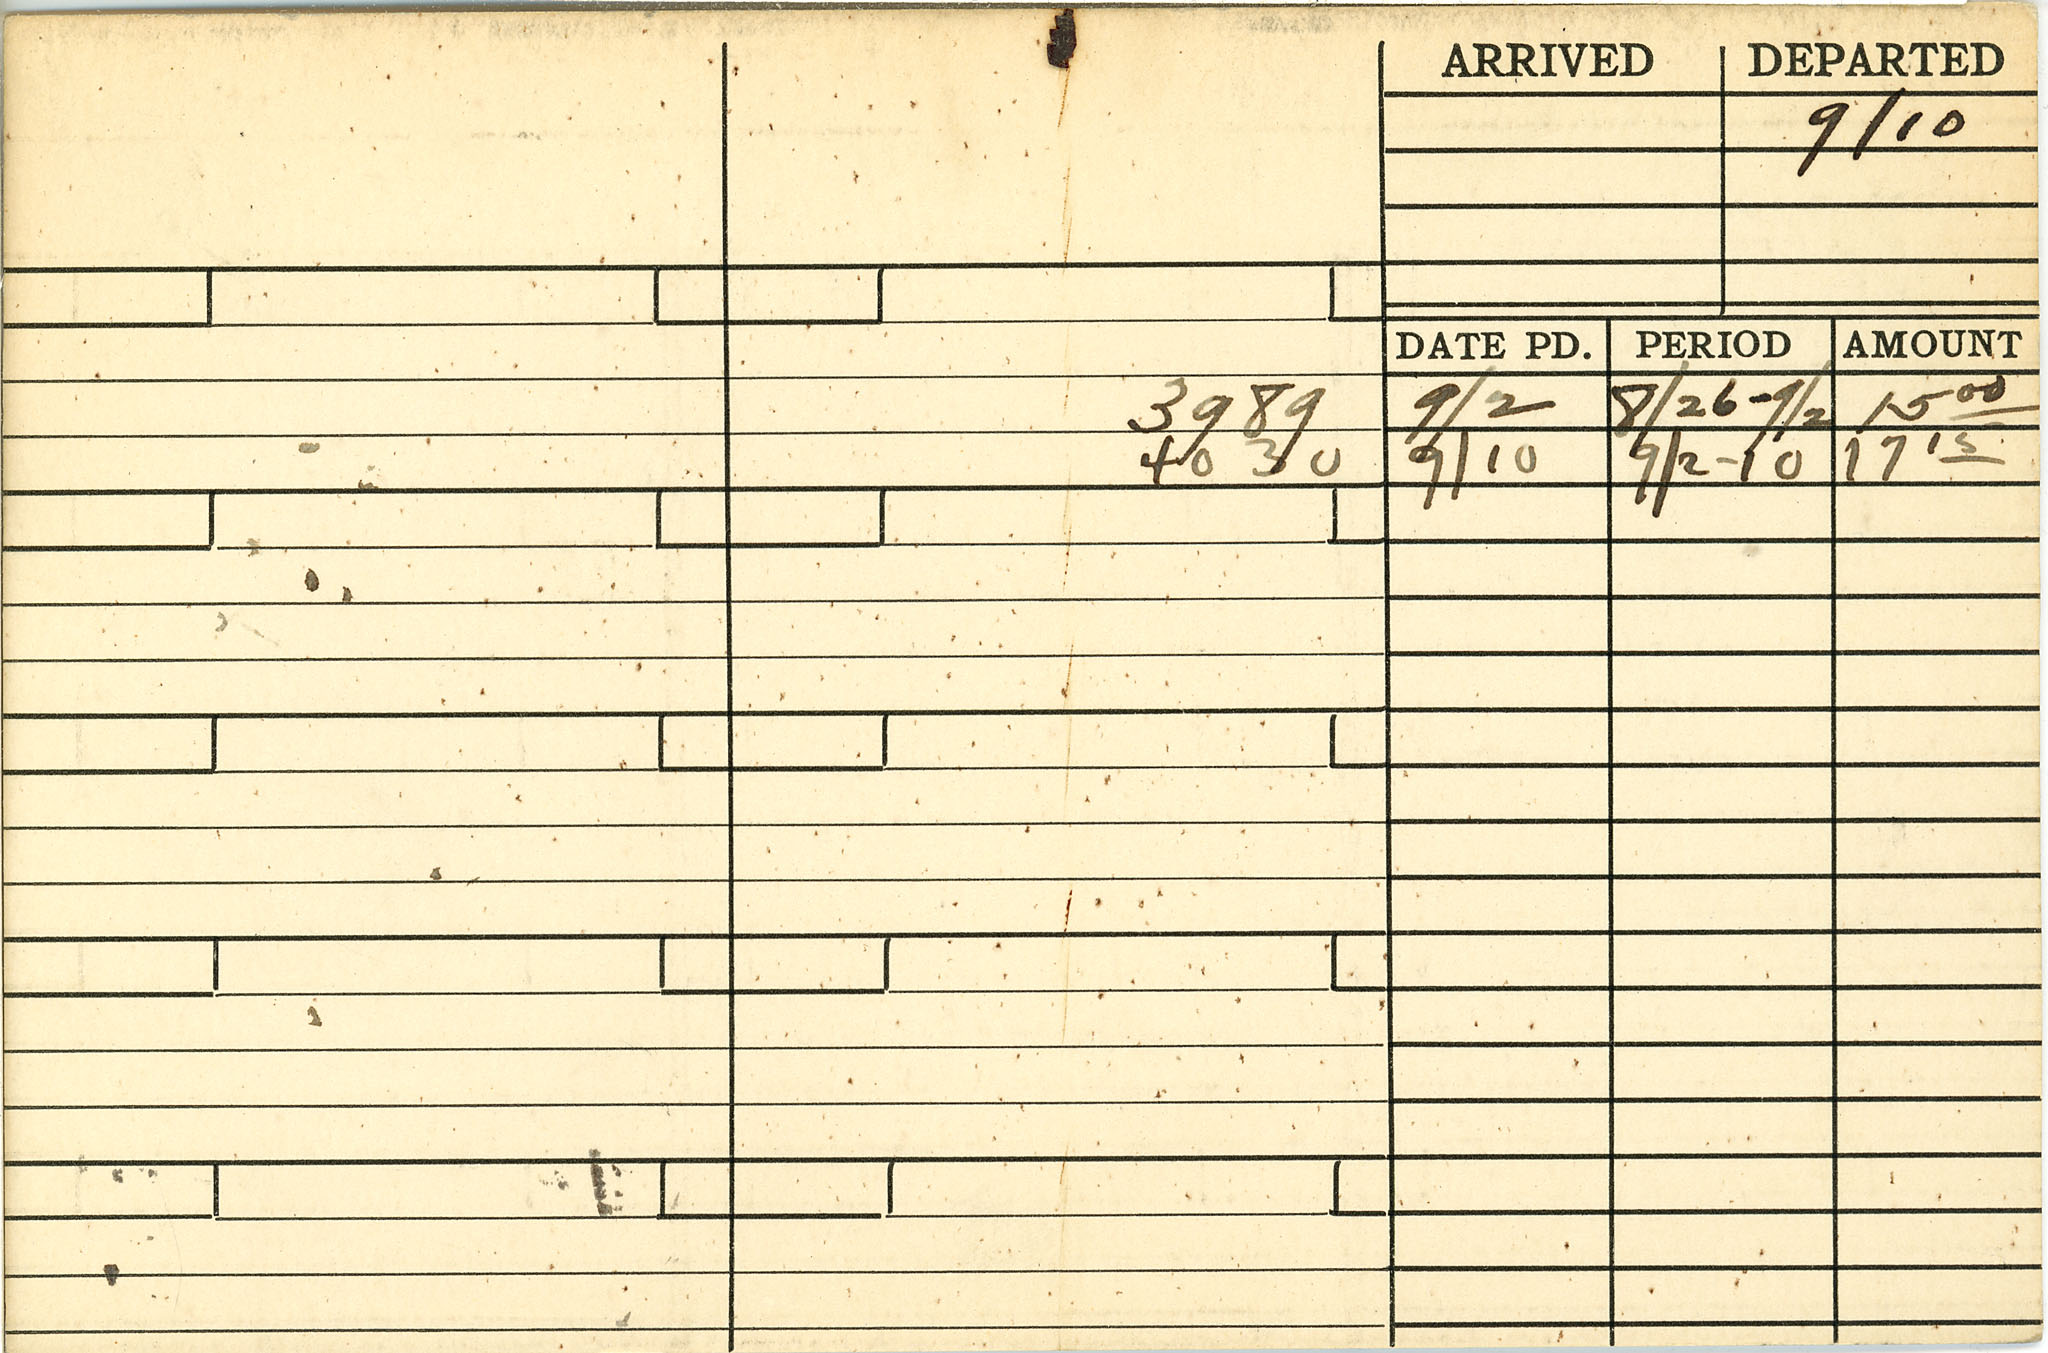 ARRIVED DEPARTED
9/10
DATE PD. PERIOD AMOUNT
3989 9/2 8/26-9/2 15 00
4030 9/10 9/2-10 17 15